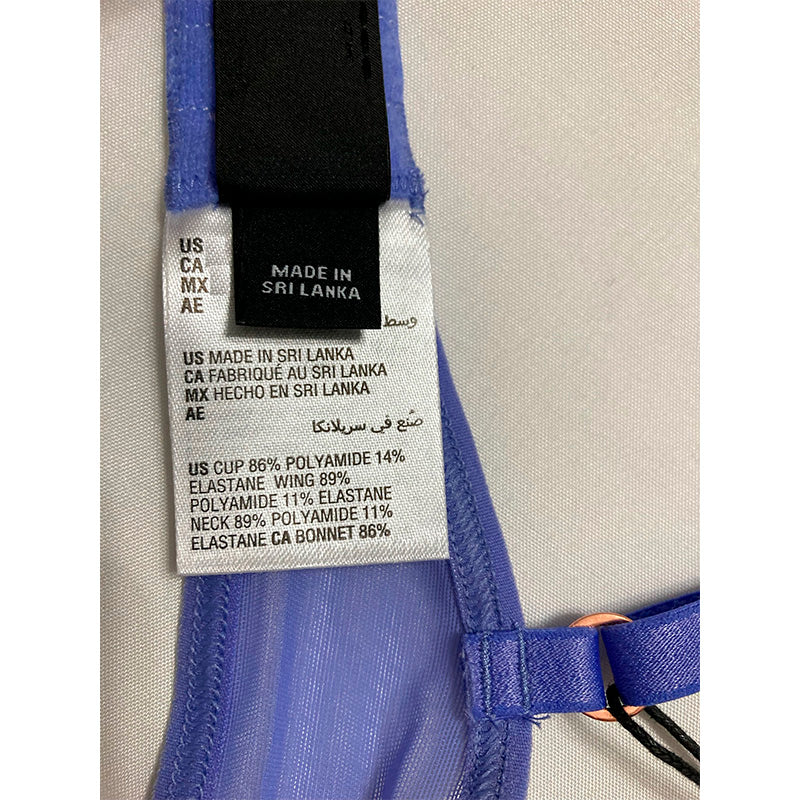 MADE IN
SRI LANKA
US
CA
MX
AE
وسط
US MADE IN SRI LANKA
CA FABRIQUÉ AU SRI LANKA
MX HECHO EN SRI LANKA
AE
صُنع في سريلانكا
US CUP 86% POLYAMIDE 14%
ELASTANE WING 89%
POLYAMIDE 11% ELASTANE
NECK 89% POLYAMIDE 11%
ELASTANE CA BONNET 86%